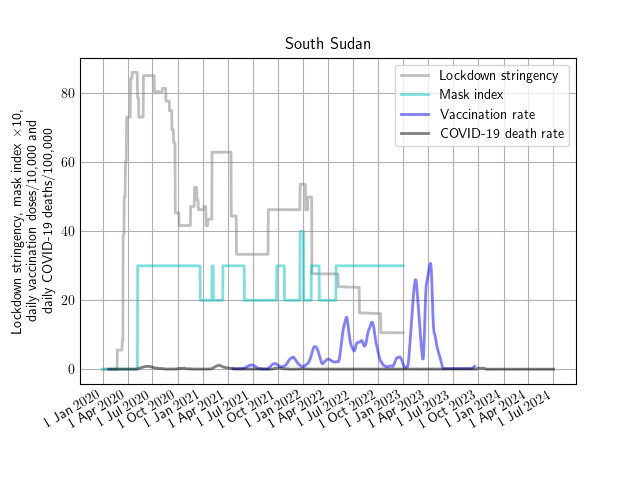 South Sudan
Lockdown stringency, mask index ×10,
daily vaccination doses/10,000 and
daily COVID-19 deaths/100,000
80
60
40
20
0
Lockdown stringency
Mask index
Vaccination rate
COVID-19 death rate
1 Jan 2020
1 Apr 2020
1 Jul 2020
1 Oct 2020
1 Jan 2021
1 Apr 2021
1 Jul 2021
1 Oct 2021
1 Jan 2022
1 Apr 2022
1 Jul 2022
1 Oct 2022
1 Jan 2023
1 Apr 2023
1 Jul 2023
1 Oct 2023
1 Jan 2024
1 Apr 2024
1 Jul 2024